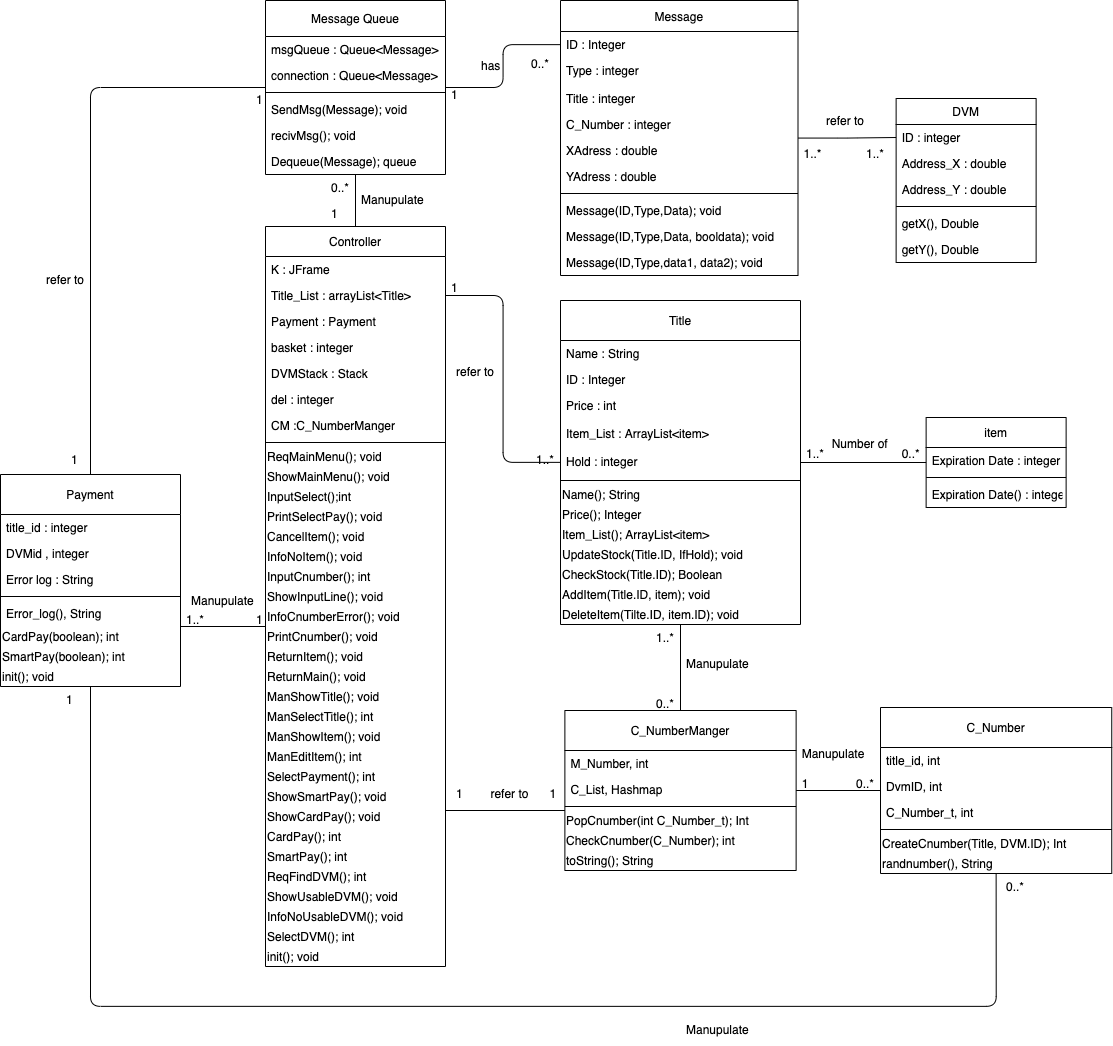 Message Queue
msgQueue : Queue<Message>
connection : Queue<Message>
SendMsg(Message); void
recivMsg(); void
Dequeue(Message); queue
1
1
has
0..*
Message
ID : Integer
Type : integer
Title : integer
C_Number : integer
XAdress : double
YAdress : double
Message(ID,Type,Data); void
Message(ID,Type,Data, booldata); void
Message(ID,Type,data1, data2); void
refer to
1..*
1..*
DVM
ID : integer
Address_X : double
Address_Y : double
getX(), Double
getY(), Double
0..*
Manupulate
1
refer to
1
Controller
K : JFrame
Title_List : arrayList<Title>
Payment : Payment
basket : integer
DVMStack : Stack
del : integer
CM :C_NumberManger
ReqMainMenu(); void
ShowMainMenu(); void
InputSelect();int
PrintSelectPay(); void
CancelItem(); void
InfoNoItem(); void
InputCnumber(); int
ShowInputLine(); void
InfoCnumberError(); void
PrintCnumber(); void
ReturnItem(); void
ReturnMain(); void
ManShowTitle(); void
ManSelectTitle(); int
ManShowItem(); void
ManEditItem(); int
SelectPayment(); int
ShowSmartPay(); void
ShowCardPay(); void
CardPay(); int
SmartPay(); int
ReqFindDVM(); int
ShowUsableDVM(); void
InfoNoUsableDVM(); void
SelectDVM(); int
init(); void
1
refer to
1..*
Title
Name : String
ID : Integer
Price : int
Item_List : ArrayList<item>
Hold : integer
Name(); String
Price(); Integer
Item_List(); ArrayList<item>
UpdateStock(Title.ID, IfHold); void
CheckStock(Title.ID); Boolean
AddItem(Title.ID, item); void
DeleteItem(Tilte.ID, item.ID); void
Number of
1..*
0..*
item
Expiration Date : integer
Expiration Date() : intege
Payment
title_id : integer
DVMid , integer
Error log : String
Error_log(), String
CardPay(boolean); int
SmartPay(boolean); int
init(); void
Manupulate
1..*
1
1
1..*
Manupulate
0..*
1
refer to
1
C_NumberManger
M_Number, int
C_List, Hashmap
PopCnumber(int C_Number_t); Int
CheckCnumber(C_Number); int
toString(); String
Manupulate
1
0..*
C_Number
title_id, int
DvmID, int
C_Number_t, int
CreateCnumber(Title, DVM.ID); Int
randnumber(), String
0..*
Manupulate